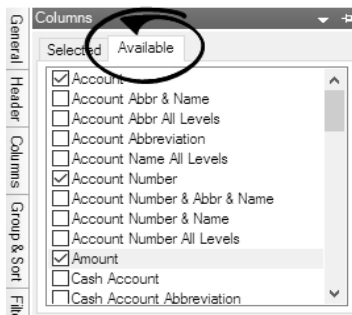 Columns
Selected
Available
General
Header
Columns
Group & Sort
Account
Account Abbr & Name
Account Abbr All Levels
Account Abbreviation
Account Name All Levels
Account Number
Account Number & Abbr & Name
Account Number & Name
Account Number All Levels
Amount
Cash Account
Cash Account Abbreviation